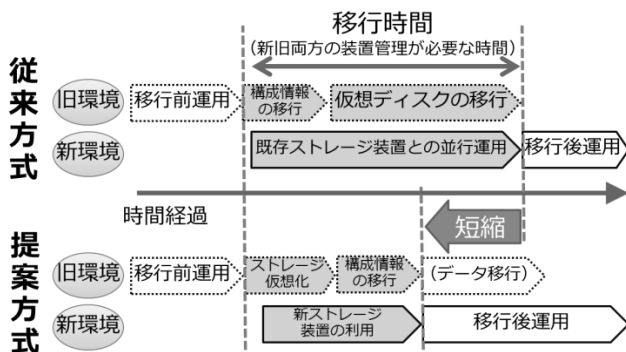 移行時間
(新旧両方の装置管理が必要な時間)
従来方式
旧環境
移行前運用
構成情報
の移行
仮想ディスクの移行
新環境
既存ストレージ装置との並行運用
移行後運用
時間経過
短縮
提案方式
旧環境
移行前運用
ストレージ
仮想化
構成情報
の移行
(データ移行)
新環境
新ストレージ
装置の利用
移行後運用